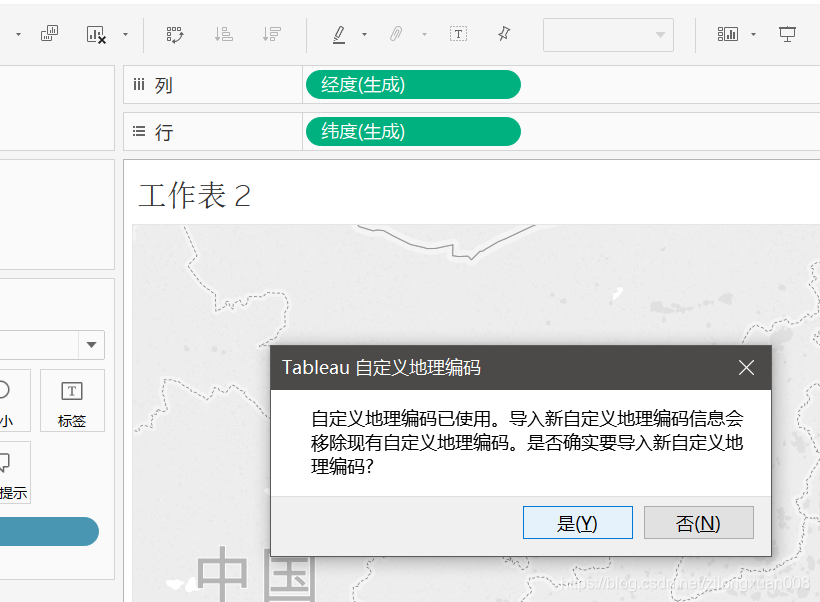 列
经度(生成)
行
纬度(生成)
工作表 2
Tableau 自定义地理编码
自定义地理编码已使用。导入新自定义地理编码信息会
移除现有自定义地理编码。是否确实要导入新自定义地
理编码?
是(Y)
否(N)
小
T
标签
提示
中国
https://blog.csdn.net/zilongxuan008